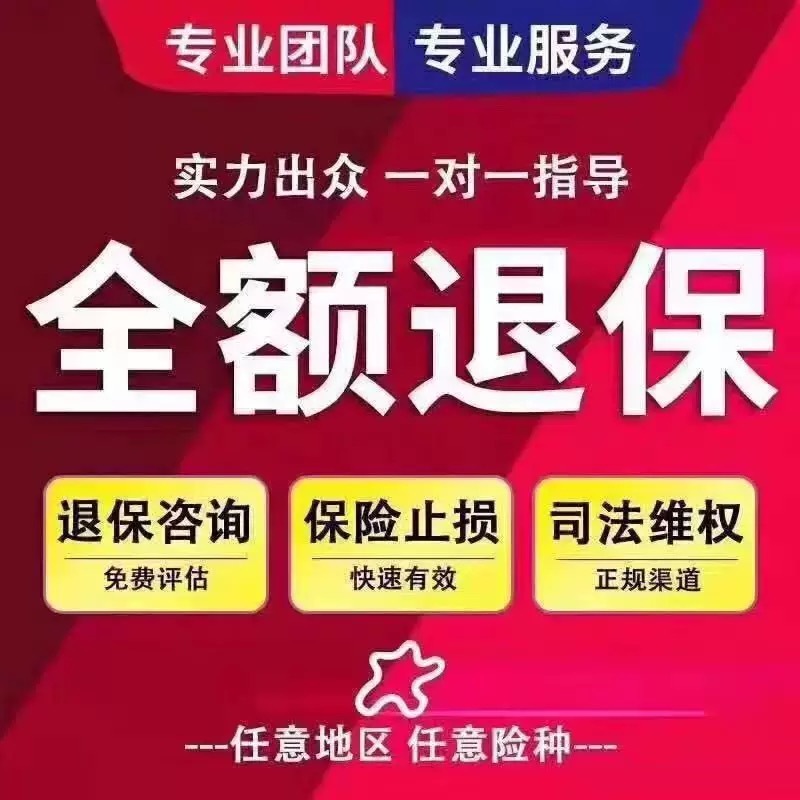 专业团队 专业服务
实力出众 一对一指导
全额退保
退保咨询 保险止损 司法维权
免费评估 快速有效 正规渠道
---任意地区 任意险种---